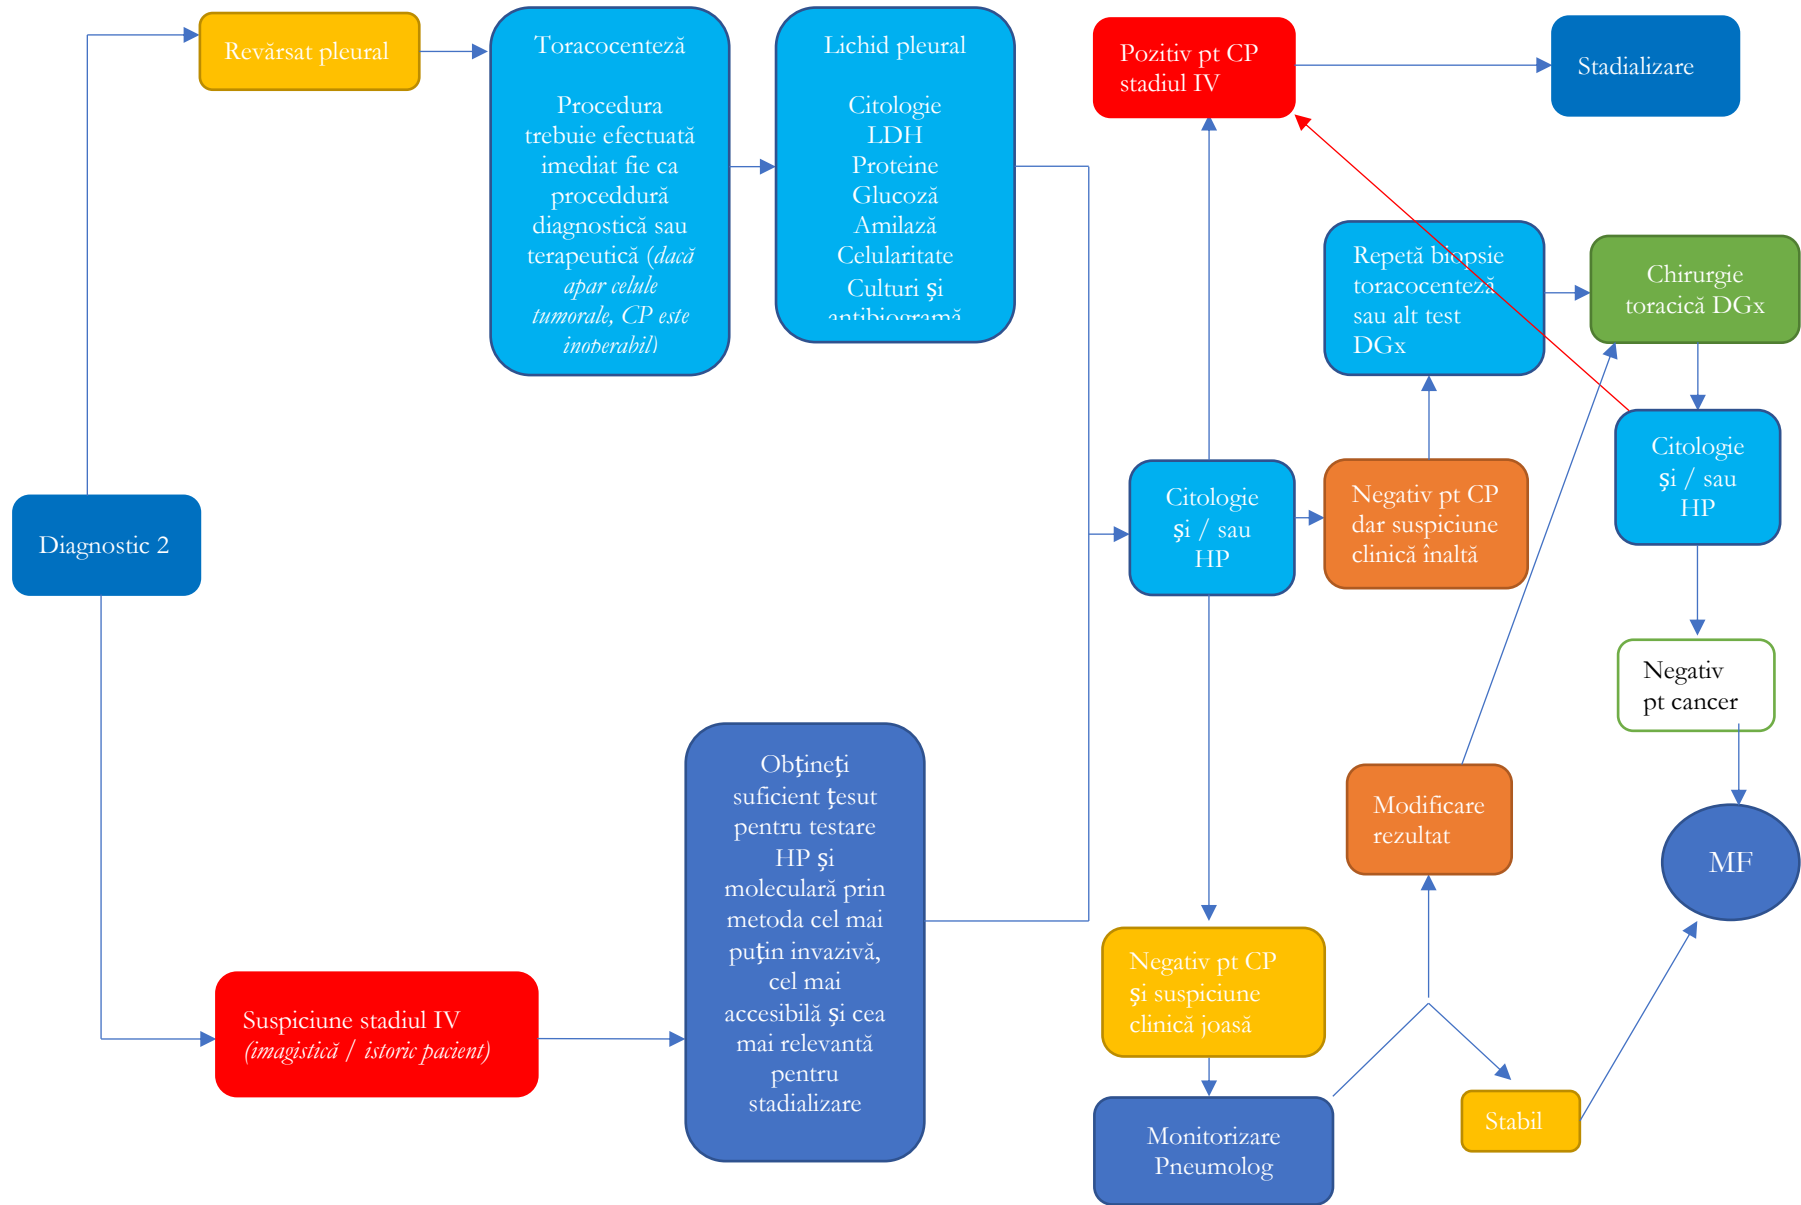 Revărsat pleural
Toracocenteză
Procedura
trebuie efectuată
imediat fie ca
proceddură
diagnostică sau
terapeutică (dacă
apar celule
tumorale, CP este
inoperabil)
Lichid pleural
Citologie
LDH
Proteine
Glucoză
Amilază
Celularitate
Culturi și
antibiogramă
Pozitiv pt CP
stadiul IV
Stadializare
Repetă biopsie
toracocenteză
sau alt test
DGx
Chirurgie
toracică DGx
Citologie
și / sau
HP
Negativ pt CP
dar suspiciune
clinică înaltă
Citologie
și / sau
HP
Diagnostic 2
Negativ
pt cancer
Obțineți
suficient țesut
pentru testare
HP și
moleculară prin
metoda cel mai
puțin invazivă,
cel mai
accesibilă și cea
mai relevantă
pentru
stadializare
Modificare
rezultat
MF
Negativ pt CP
și suspiciune
clinică joasă
Suspiciune stadiul IV
(imagistică / istoric pacient)
Monitorizare
Pneumolog
Stabil